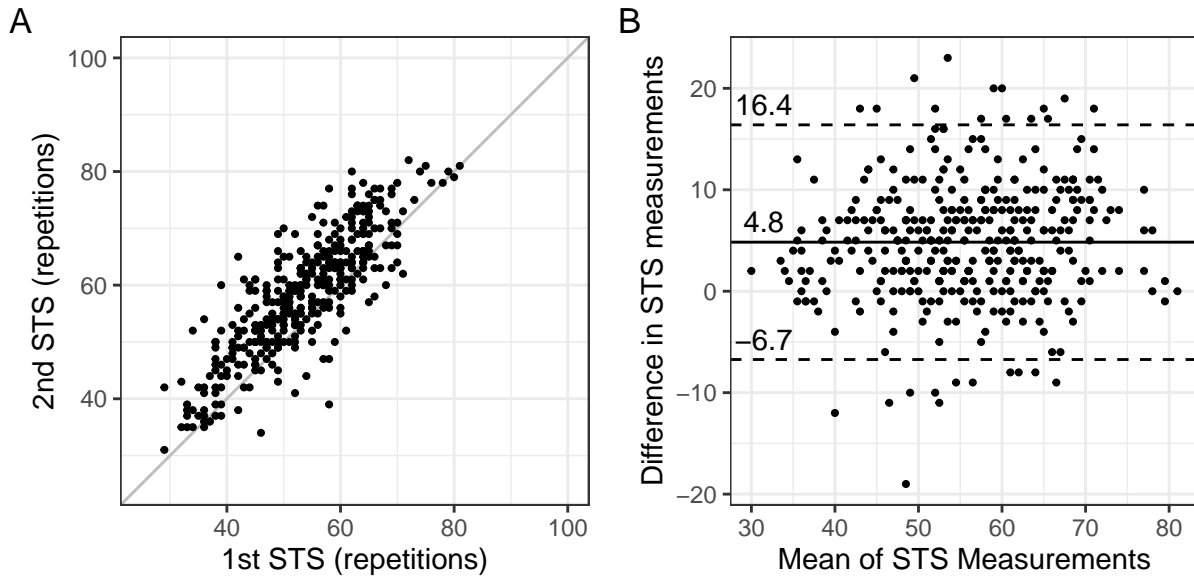 A
2nd STS (repetitions)
100
80
60
40
40 60 80 100
1st STS (repetitions)
B
Difference in STS measurements
20
10
0
−10
−20
16.4
4.8
−6.7
30 40 50 60 70 80
Mean of STS Measurements